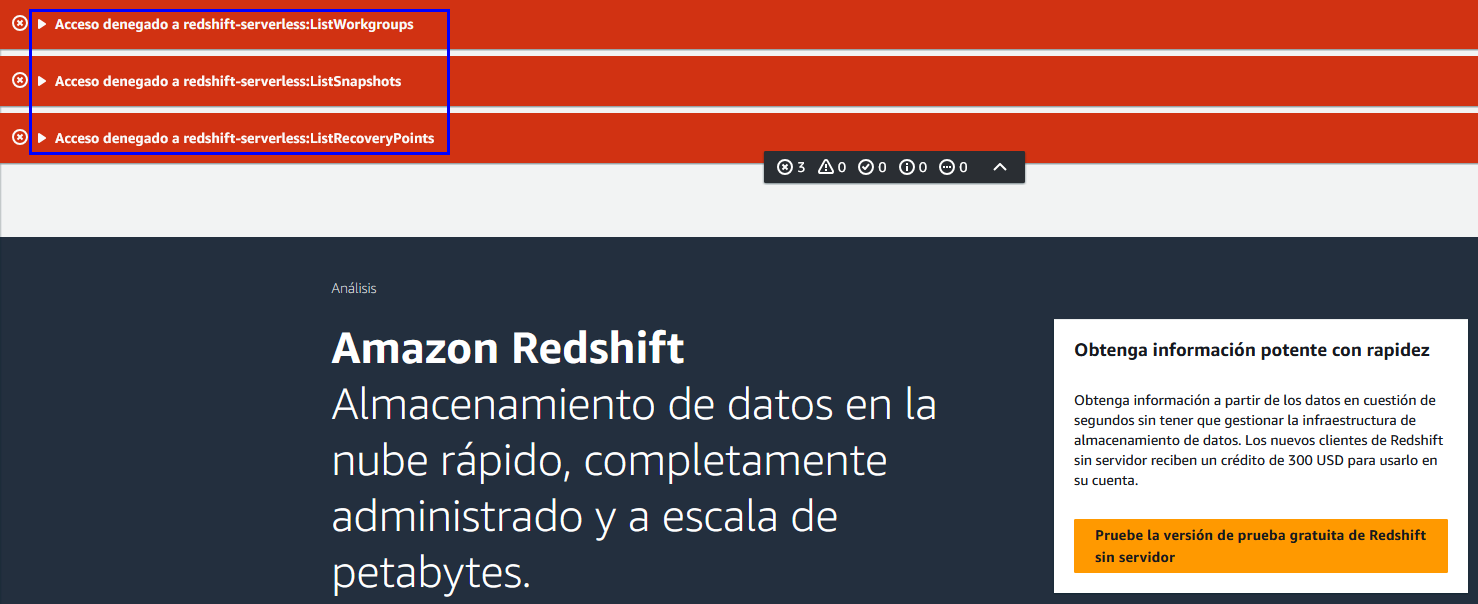 Acceso denegado a redshift-serverless:ListWorkgroups
Acceso denegado a redshift-serverless:ListSnapshots
Acceso denegado a redshift-serverless:ListRecoveryPoints
3 0 0 0 0
Análisis
Amazon Redshift
Almacenamiento de datos en la
nube rápido, completamente
administrado y a escala de
petabytes.
Obtenga información potente con rapidez
Obtenga información a partir de los datos en cuestión de
segundos sin tener que gestionar la infraestructura de
almacenamiento de datos. Los nuevos clientes de Redshift
sin servidor reciben un crédito de 300 USD para usarlo en
su cuenta.
Pruebe la versión de prueba gratuita de Redshift
sin servidor